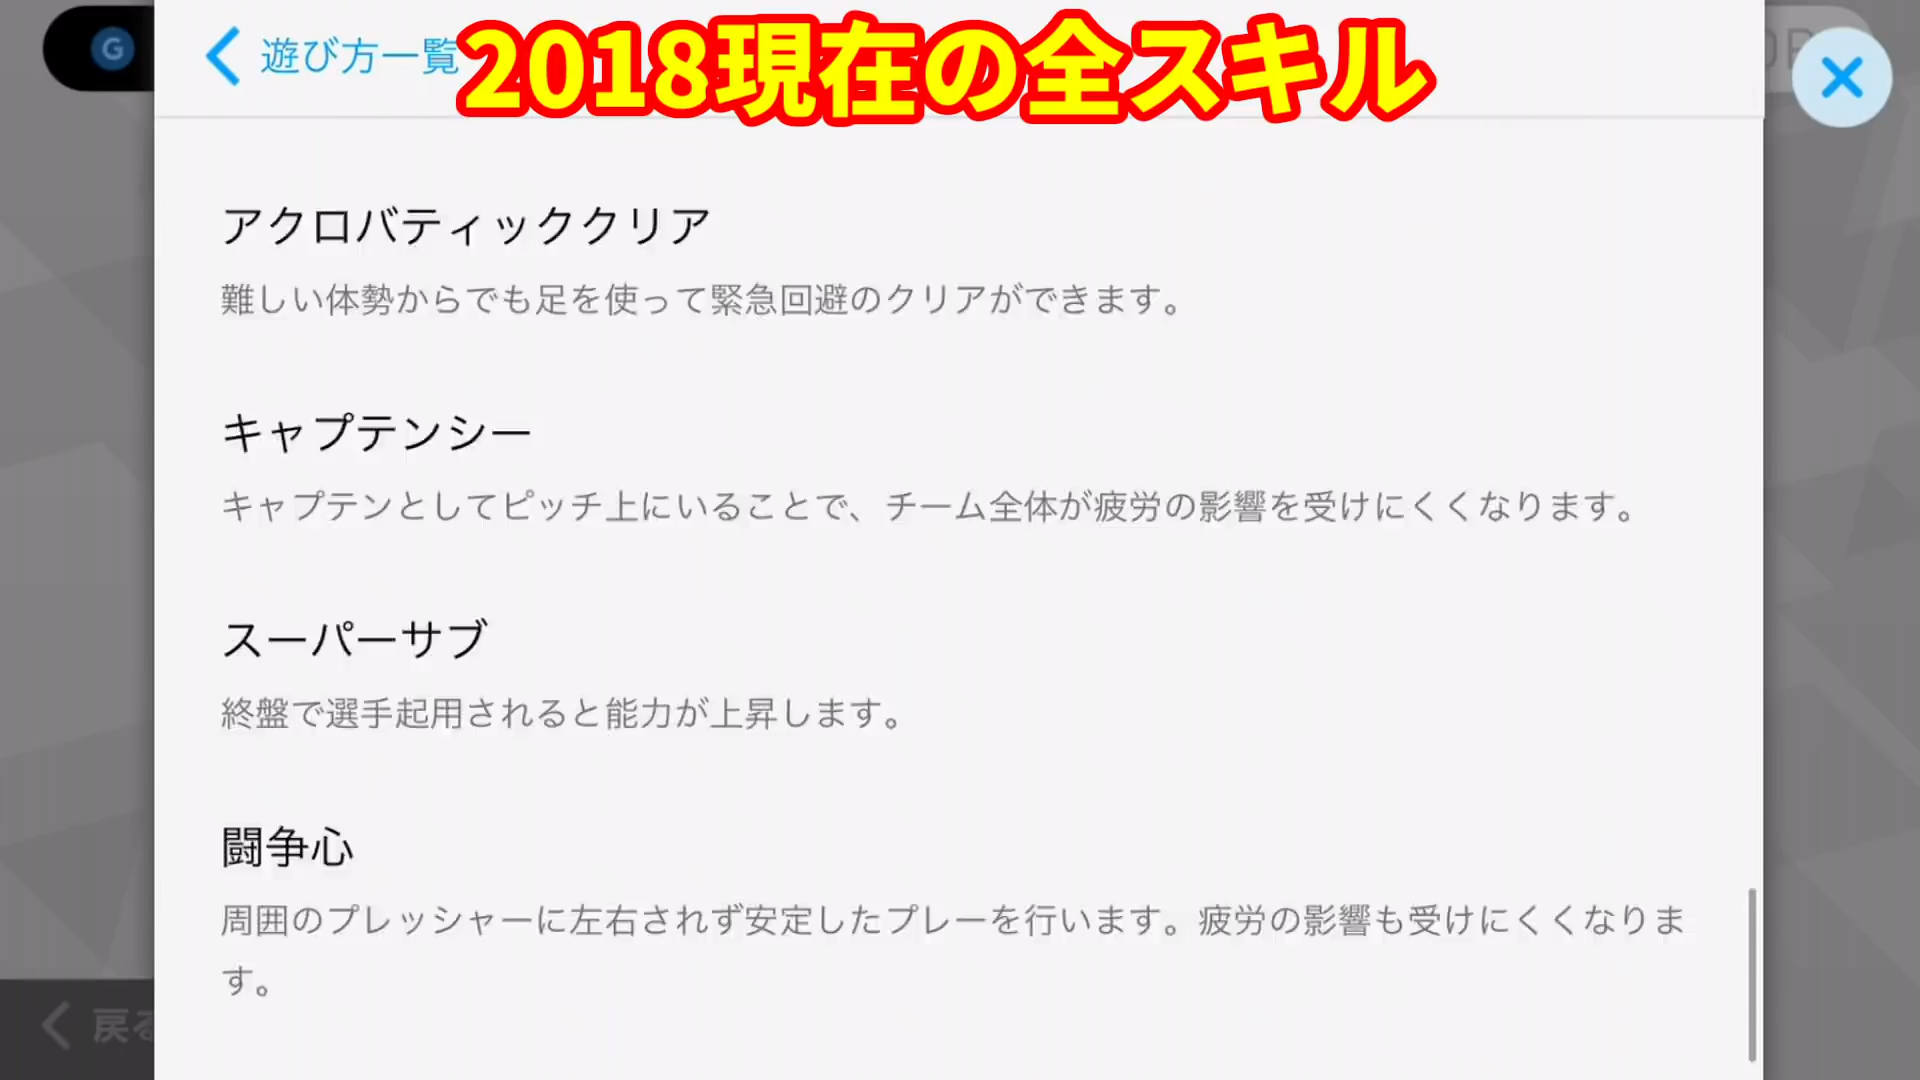 G
遊び方一覧
2018現在の全スキル
アクロバティッククリア
難しい体勢からでも足を使って緊急回避のクリアができます。
キャプテンシー
キャプテンとしてピッチ上にいることで、チーム全体が疲労の影響を受けにくくなります。
スーパーサブ
終盤で選手起用されると能力が上昇します。
闘争心
周囲のプレッシャーに左右されず安定したプレーを行います。疲労の影響も受けにくくなりま
す。
戻る